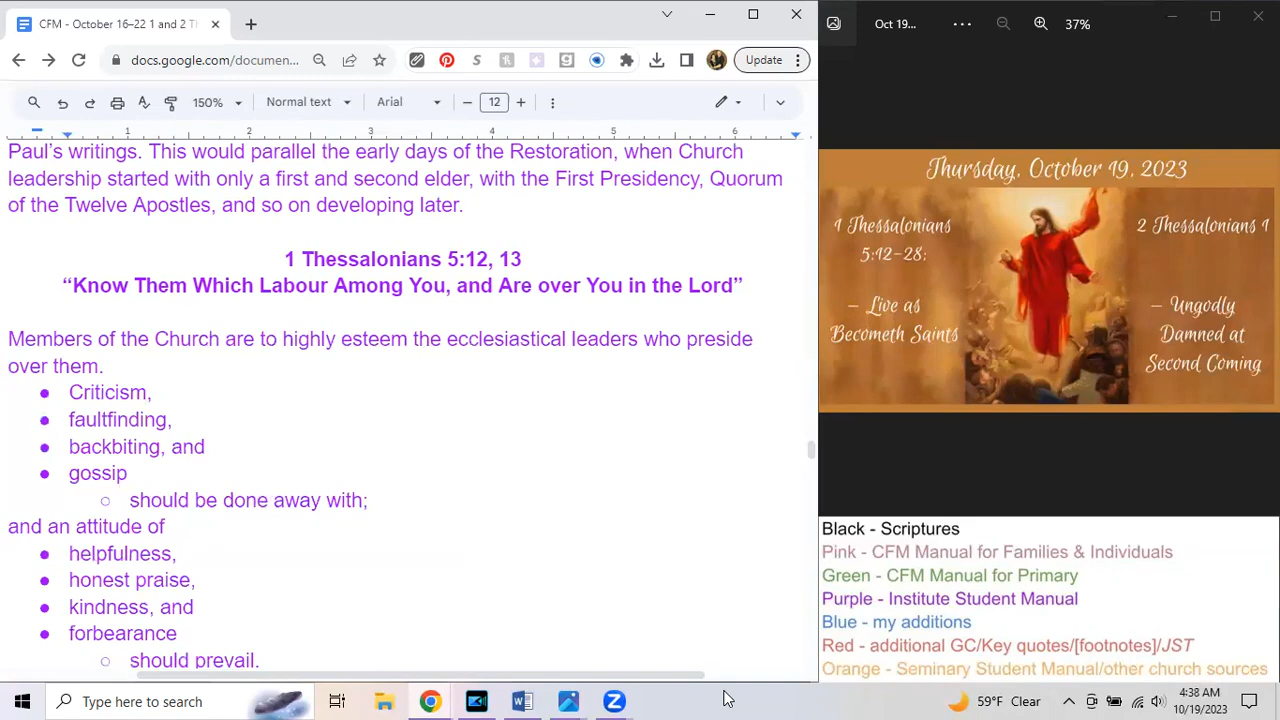 CFM - October 16–22 1 and 2 Th
Oct 19...
37%
docs.google.com/documen...
Update
150%
Normal text
Arial
12
1 2 3 4 5 6
Paul's writings. This would parallel the early days of the Restoration, when Church
leadership started with only a first and second elder, with the First Presidency, Quorum
of the Twelve Apostles, and so on developing later.
1 Thessalonians 5:12, 13
“Know Them Which Labour Among You, and Are over You in the Lord”
Members of the Church are to highly esteem the ecclesiastical leaders who preside
over them.
● Criticism,
● faultfinding,
● backbiting, and
● gossip
○ should be done away with;
and an attitude of
● helpfulness,
● honest praise,
● kindness, and
● forbearance
○ should prevail.
Thursday, October 19, 2023
1 Thessalonians
5:12-28;
– Live as
Becometh Saints
2 Thessalonians 1
– Ungodly
Damned at
Second Coming
Black - Scriptures
Pink - CFM Manual for Families & Individuals
Green - CFM Manual for Primary
Purple - Institute Student Manual
Blue - my additions
Red - additional GC/Key quotes/[footnotes]/JST
Orange - Seminary Student Manual/other church sources
Type here to search
59°F Clear
4:38 AM
10/19/2023